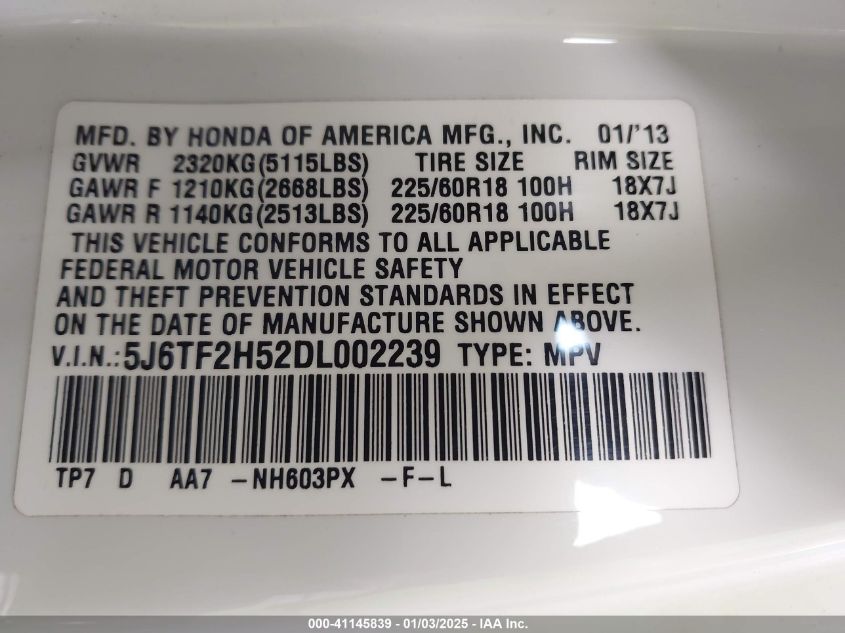 MFD. BY HONDA OF AMERICA MFG., INC. 01/'13
GVWR 2320KG(5115LBS) TIRE SIZE RIM SIZE
GAWR F 1210KG(2668LBS) 225/60R18 100H 18X7J
GAWR R 1140KG(2513LBS) 225/60R18 100H 18X7J
THIS VEHICLE CONFORMS TO ALL APPLICABLE
FEDERAL MOTOR VEHICLE SAFETY
AND THEFT PREVENTION STANDARDS IN EFFECT
ON THE DATE OF MANUFACTURE SHOWN ABOVE.
V.I.N.: 5J6TF2H52DL002239 TYPE: MPV
TP7 D AA7 -NH603PX -F-L
000-41145839 - 01/03/2025 - IAA Inc.